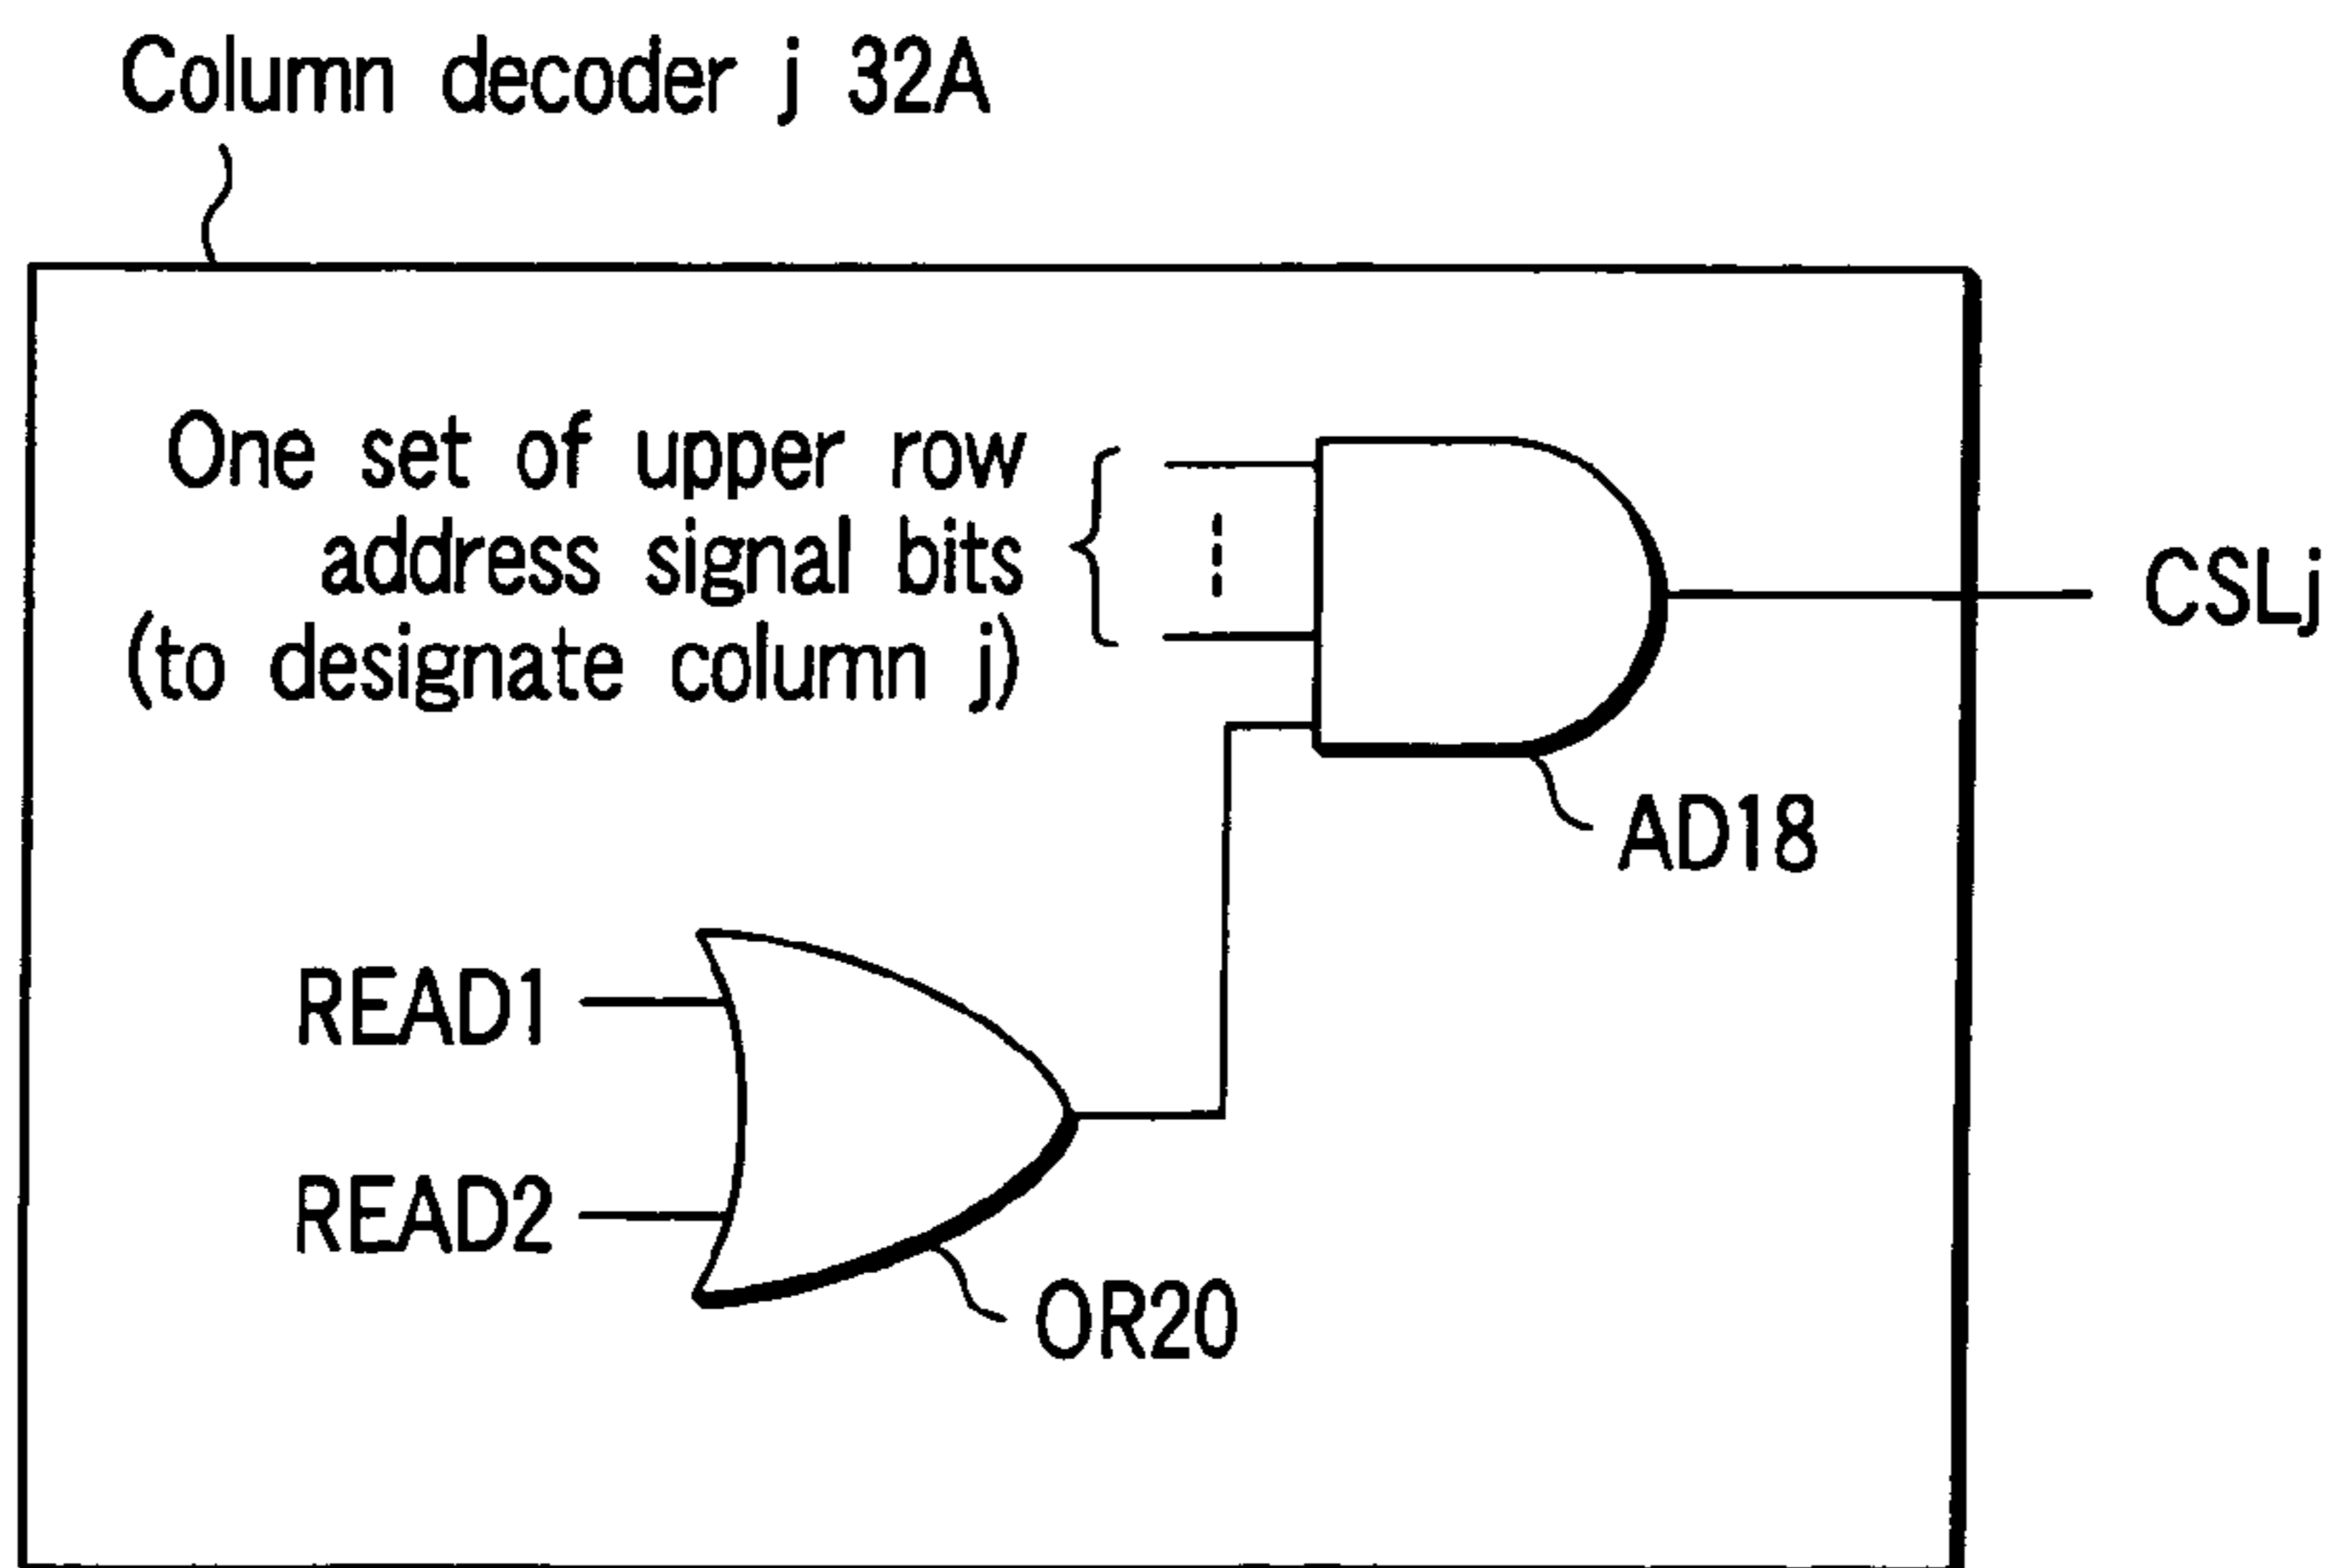 Column decoder j 32A
One set of upper row
address signal bits
(to designate column j)
CSLj
AD18
READ1
READ2
OR20